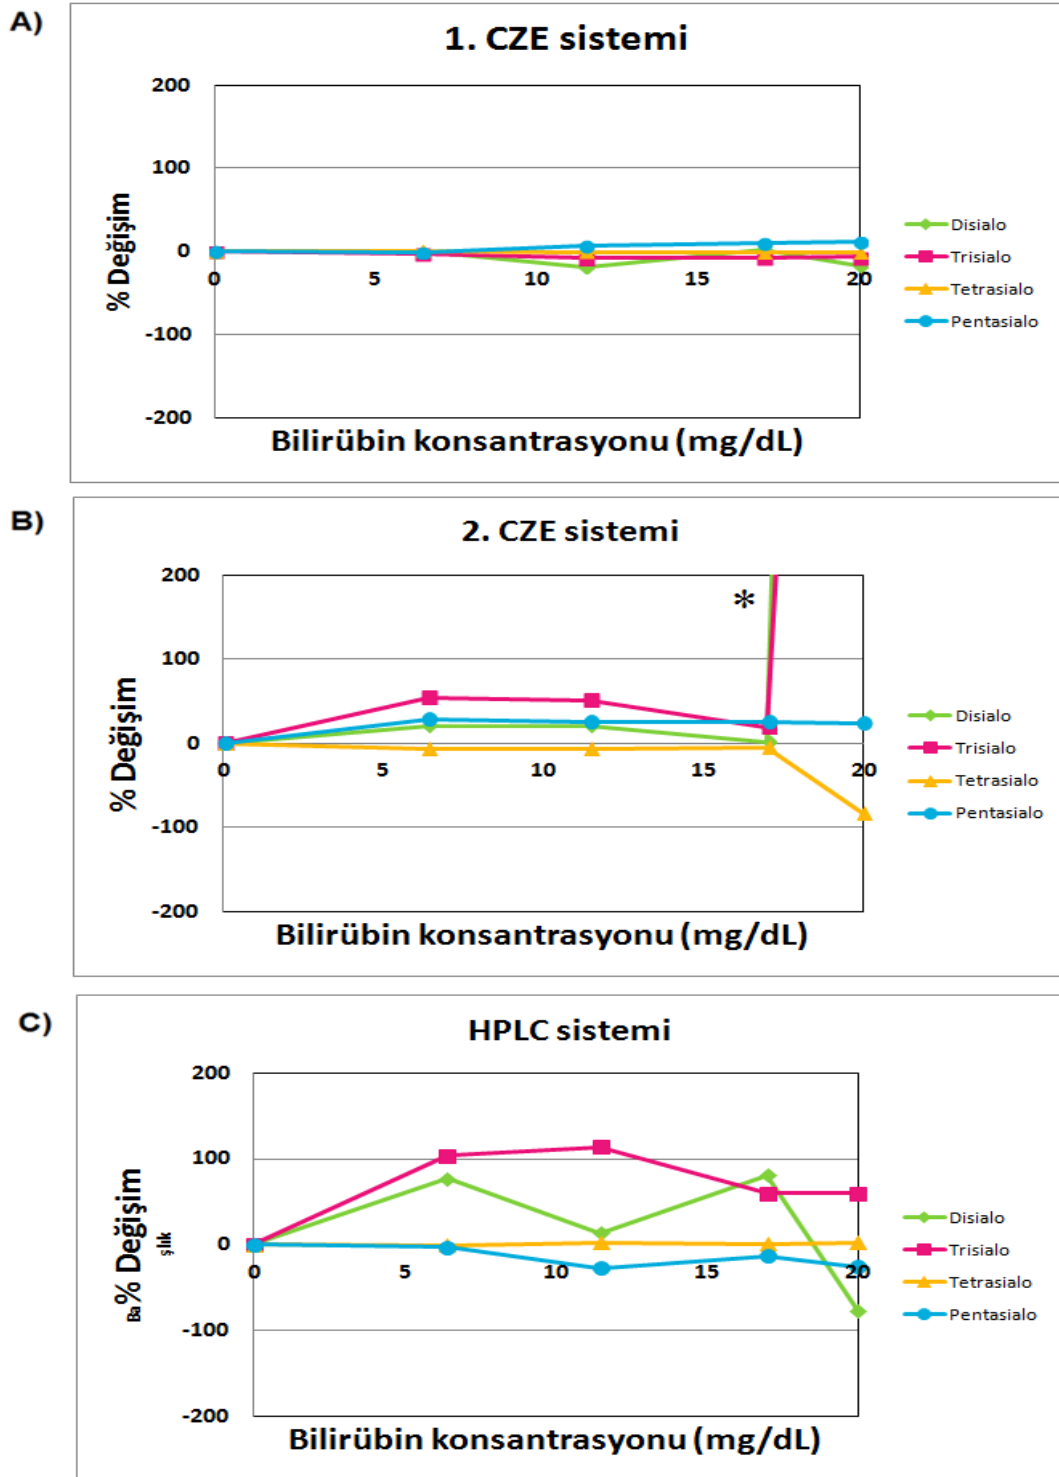 A)
1. CZE sistemi
200
100
0
-100
-200
% Değişim
5
10
15
20
Bilirübin konsantrasyonu (mg/dL)
Disialo
Trisialo
Tetrasialo
Pentasialo
B)
2. CZE sistemi
200
100
0
-100
-200
% Değişim
*
0
5
10
15
20
Bilirübin konsantrasyonu (mg/dL)
Disialo
Trisialo
Tetrasialo
Pentasialo
C)
HPLC sistemi
200
100
0
-100
-200
Ba% Değişim
şlık
0
5
10
15
20
Bilirübin konsantrasyonu (mg/dL)
Disialo
Trisialo
Tetrasialo
Pentasialo